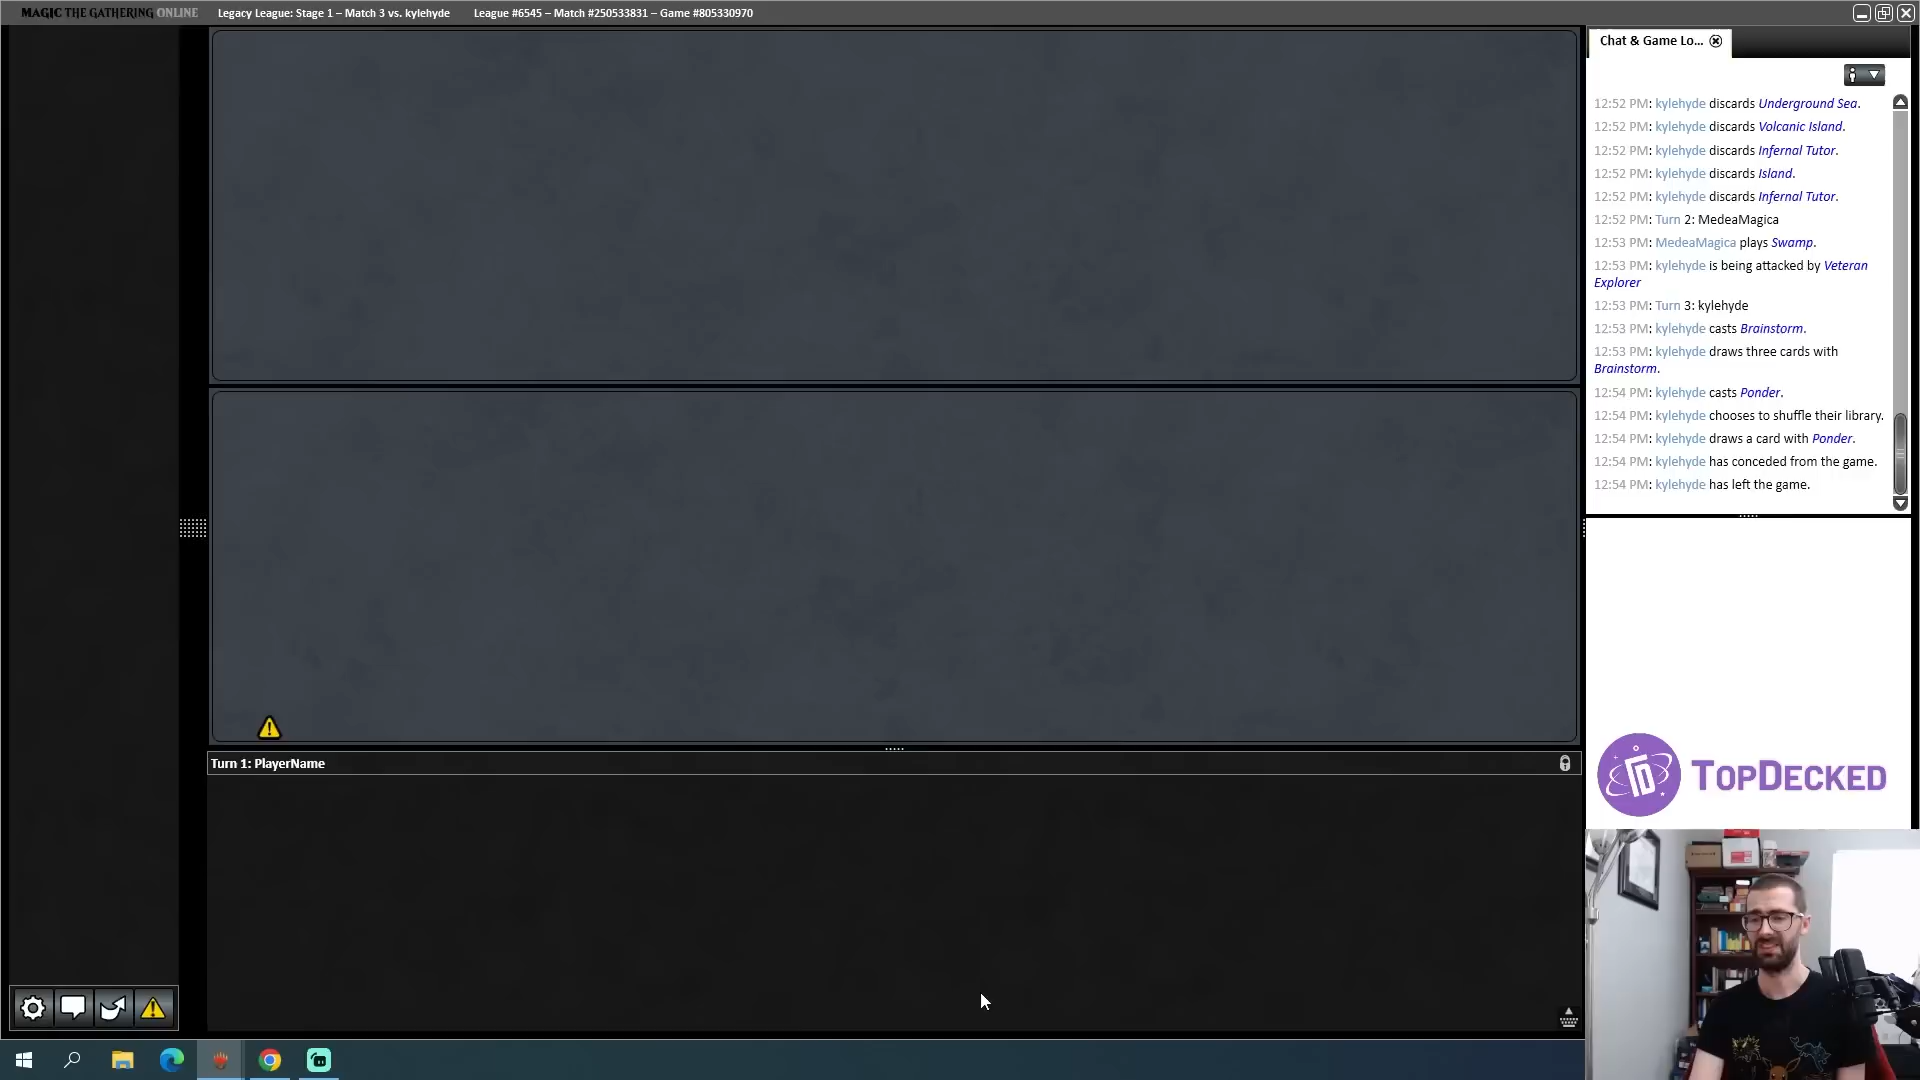 MAGIC THE GATHERING ONLINE
Legacy League: Stage 1 – Match 3 vs. kylehyde
League #6545 – Match #250533831 – Game #805330970
Chat & Game Lo...
12:52 PM: kylehyde discards Underground Sea.
12:52 PM: kylehyde discards Volcanic Island.
12:52 PM: kylehyde discards Infernal Tutor.
12:52 PM: kylehyde discards Island.
12:52 PM: kylehyde discards Infernal Tutor.
12:52 PM: Turn 2: MedeaMagica
12:53 PM: MedeaMagica plays Swamp.
12:53 PM: kylehyde is being attacked by Veteran
Explorer
12:53 PM: Turn 3: kylehyde
12:53 PM: kylehyde casts Brainstorm.
12:53 PM: kylehyde draws three cards with
Brainstorm.
12:54 PM: kylehyde casts Ponder.
12:54 PM: kylehyde chooses to shuffle their library.
12:54 PM: kylehyde draws a card with Ponder.
12:54 PM: kylehyde has conceded from the game.
12:54 PM: kylehyde has left the game.
Turn 1: PlayerName
TOPDECKED